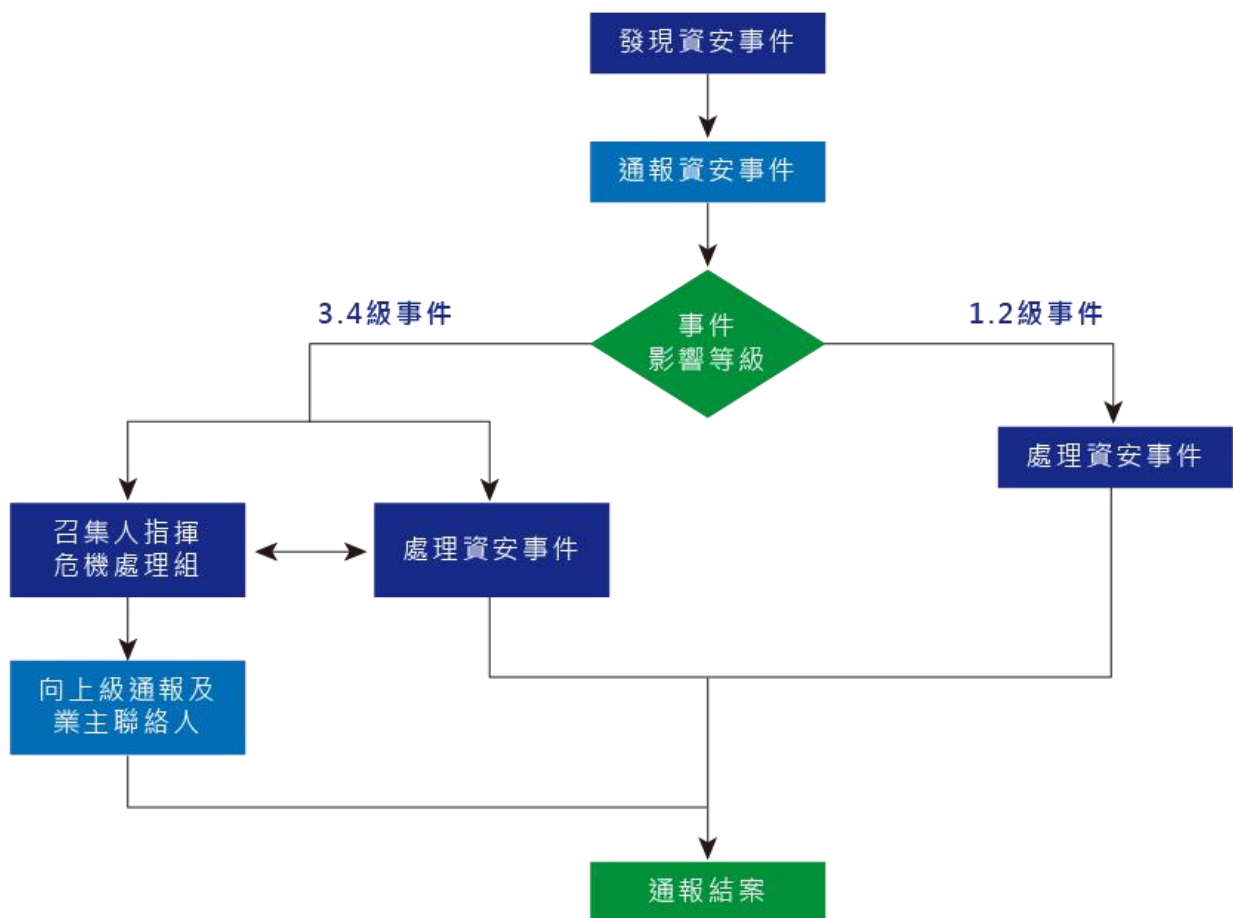 發現資安事件
通報資安事件
3.4級事件
1.2級事件
事件
影響等級
處理資安事件
召集人指揮
危機處理組
處理資安事件
向上級通報及
業主聯絡人
通報結案